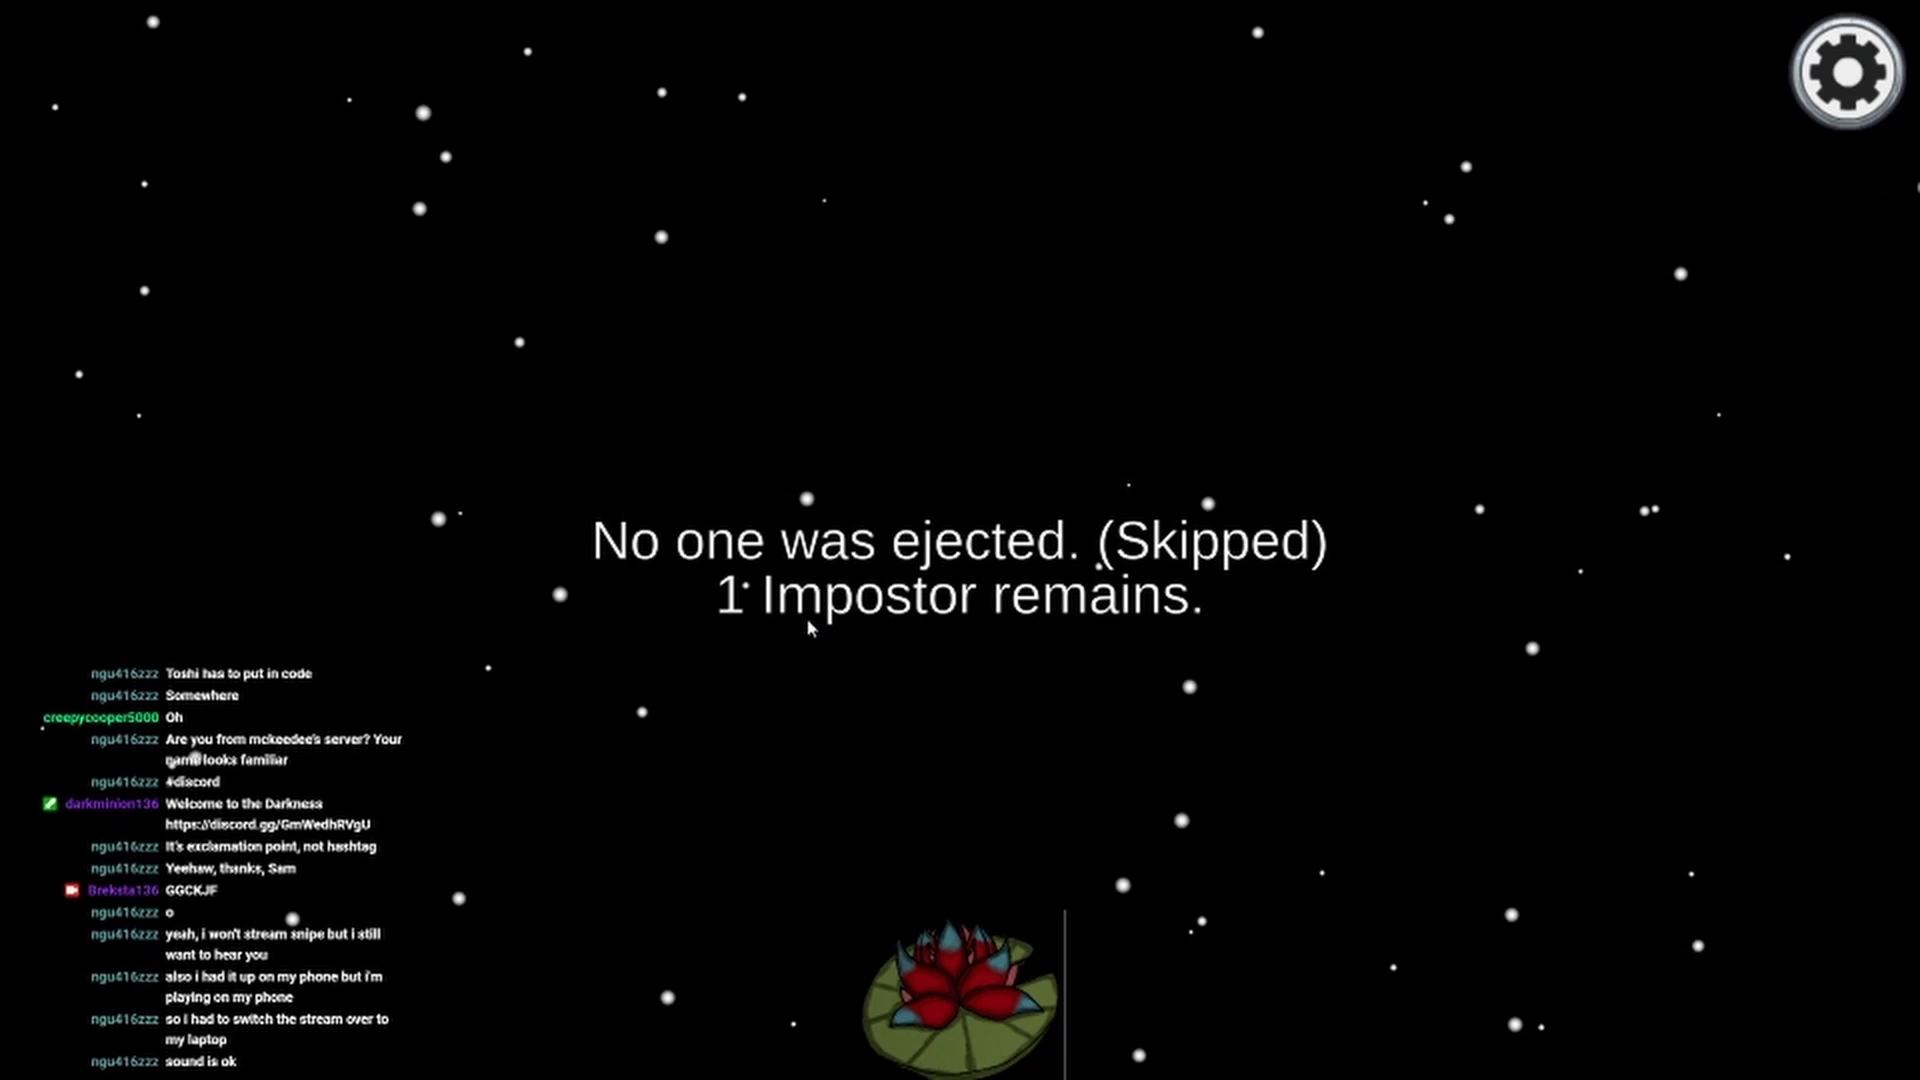 No one was ejected. (Skipped)
1 Impostor remains.
ngu416zzz Toshi has to put in code
ngu416zzz Somewhere
creepycooper5000 Oh
ngu416zzz Are you from mckeedee's server? Your
game looks familiar
ngu416zzz #discord
darkminion136 Welcome to the Darkness
https://discord.gg/GmWedhRVgU
ngu416zzz It's exclamation point, not hashtag
ngu416zzz Yeehaw, thanks, Sam
Breksta136 GGCKJF
ngu416zzz o
ngu416zzz yeah, i won't stream snipe but i still
want to hear you
ngu416zzz also i had it up on my phone but i'm
playing on my phone
ngu416zzz so i had to switch the stream over to
my laptop
ngu416zzz sound is ok